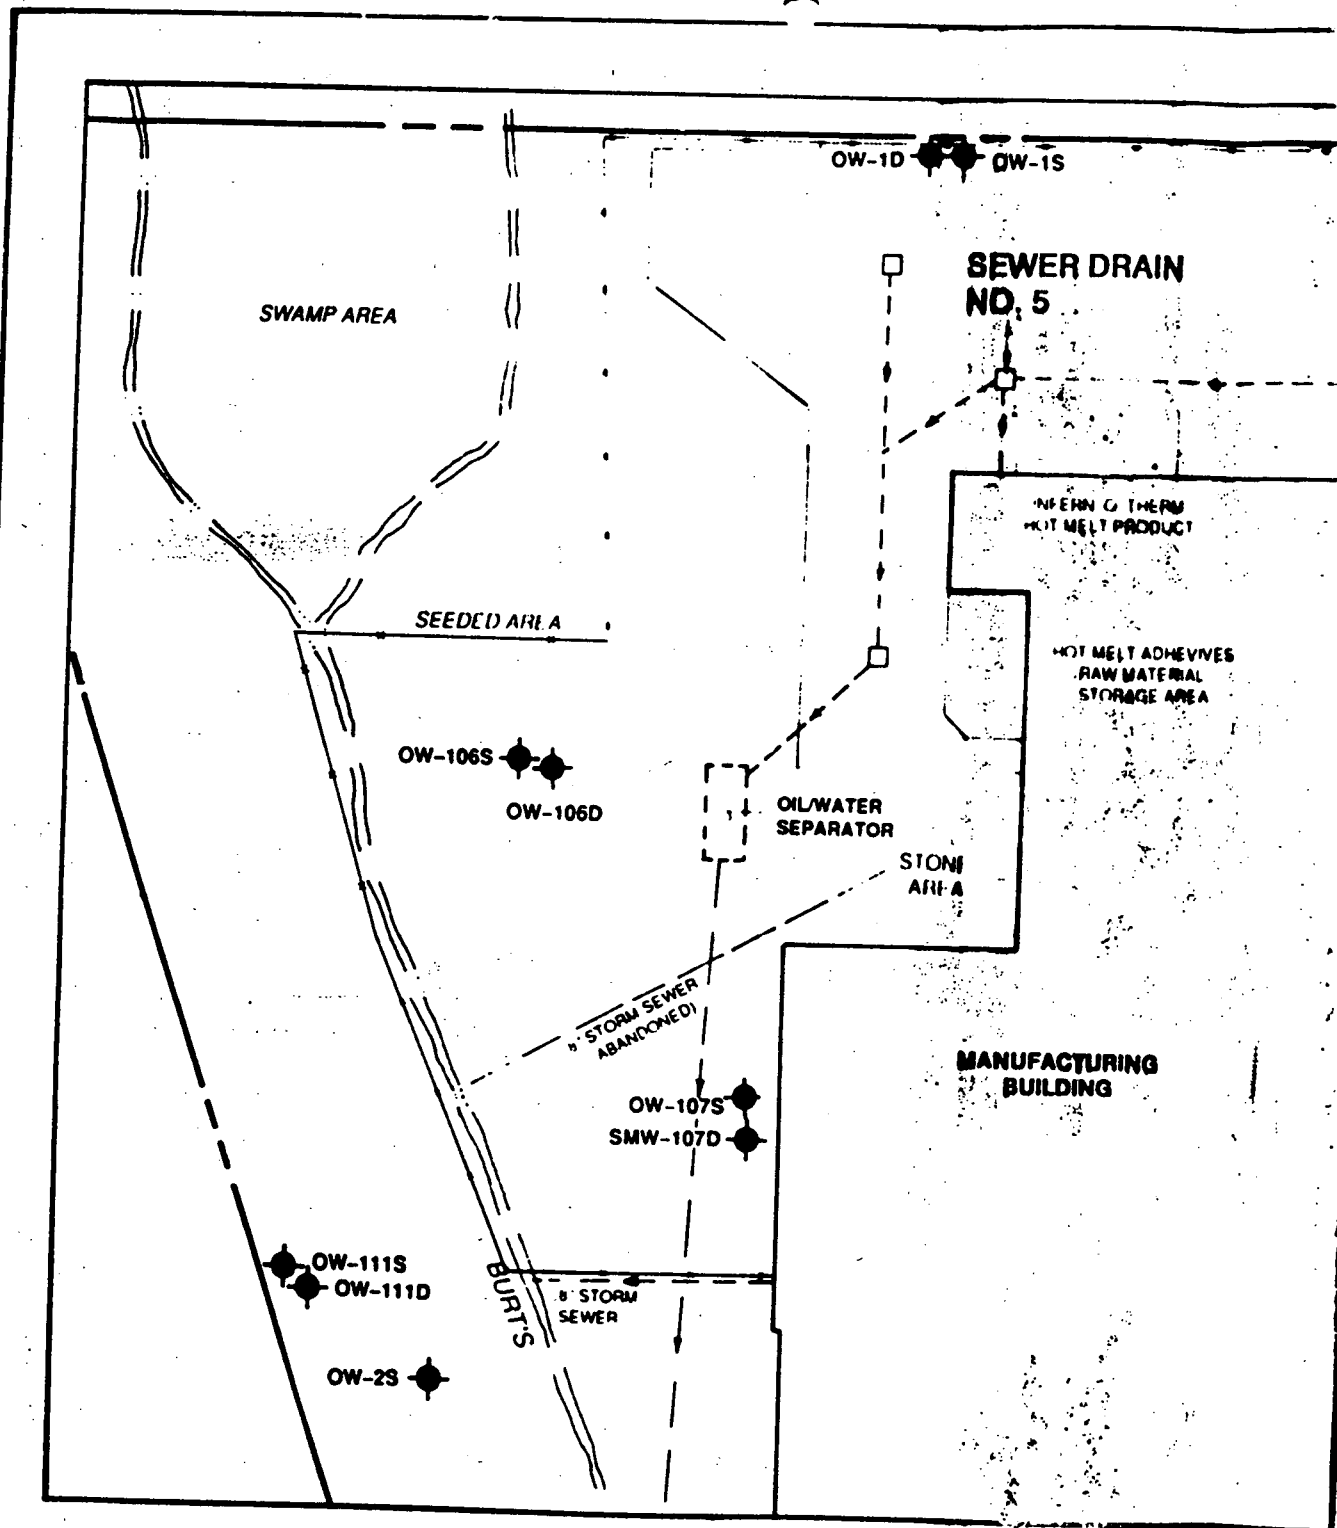 OW-1D
OW-1S
SEWER DRAIN
NO. 5
SWAMP AREA
THERM
HOT MELT PRODUCT
SEEDED AREA
HOT MELT ADHEVIVES
RAW MATERIAL
STORAGE AREA
OW-106S
OW-106D
OIL/WATER
SEPARATOR
STONE
AREA
STORM SEWER
ABANDONED)
MANUFACTURING
BUILDING
OW-107S
SMW-107D
OW-111S
OW-111D
BURT'S
8" STORM
SEWER
OW-2S